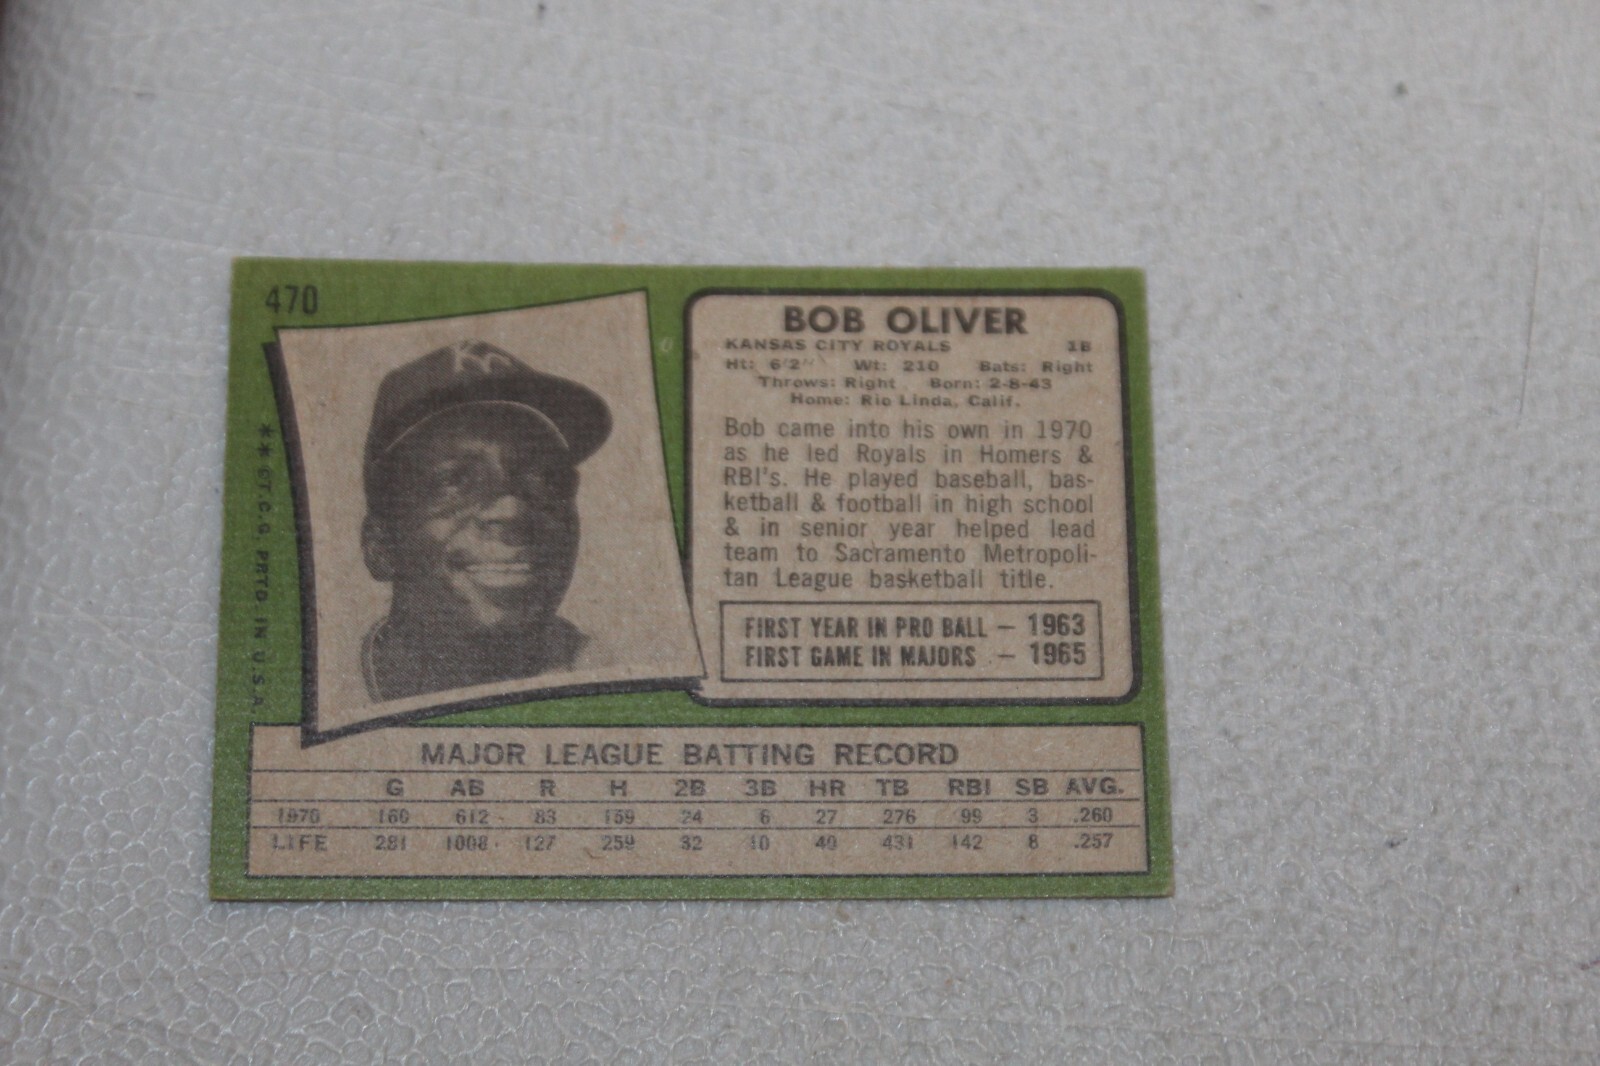 470
BOB OLIVER
KANSAS CITY ROYALS 1B
Ht: 6'2" Wt: 210 Bats: Right
Throws: Right Born: 2-8-43
Home: Rio Linda, Calif.
Bob came into his own in 1970
as he led Royals in Homers &
RBI's. He played baseball, bas-
ketball & football in high school
& in senior year helped lead
team to Sacramento Metropoli-
tan League basketball title.
FIRST YEAR IN PRO BALL — 1963
FIRST GAME IN MAJORS — 1965
**©T.C.G. PRTD. IN U.S.A.
MAJOR LEAGUE BATTING RECORD
G AB R H 2B 3B HR TB RBI SB AVG.
1970 160 612 83 159 24 6 27 276 99 3 .260
LIFE 281 1008 127 259 32 10 40 431 142 8 .257
KC